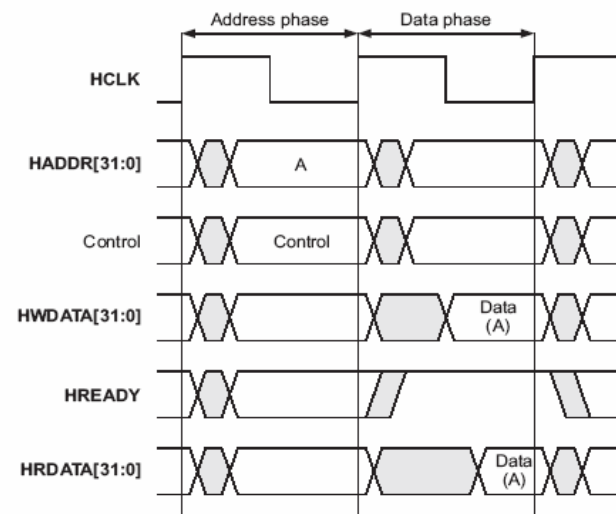 Address phase Data phase
HCLK
HADDR[31:0] A
Control Control
HWDATA[31:0] Data
(A)
HREADY
HRDATA[31:0] Data
(A)